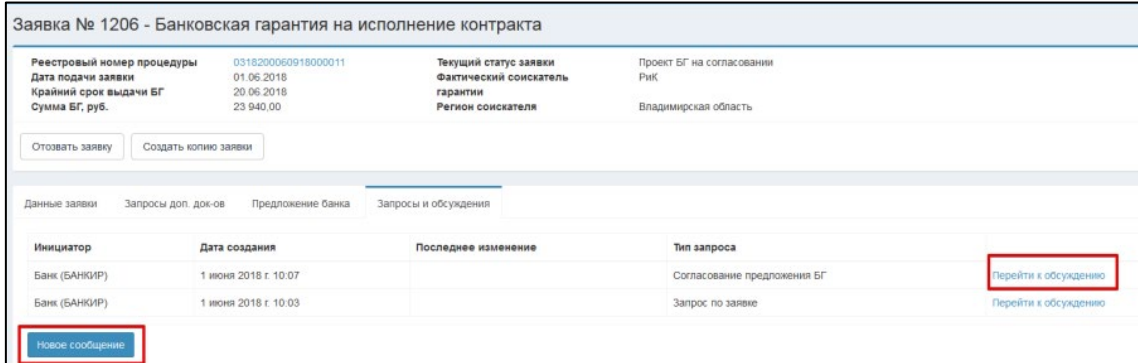 Заявка № 1206 - Банковская гарантия на исполнение контракта
Реестровый номер процедуры 0318200060918000011 Текущий статус заявки Проект БГ на согласовании
Дата подачи заявки 01.06.2018 Фактический соискатель РиК
Крайний срок выдачи БГ 20.06.2018 гарантии
Сумма БГ, руб. 23 940,00 Регион соискателя Владимирская область
Отозвать заявку Создать копию заявки
Данные заявки Запросы доп. док-ов Предложение банка Запросы и обсуждения
Инициатор Дата создания Последнее изменение Тип запроса
Банк (БАНКИР) 1 июня 2018 г. 10:07 Согласование предложения БГ Перейти к обсуждению
Банк (БАНКИР) 1 июня 2018 г. 10:03 Запрос по заявке Перейти к обсуждению
Новое сообщение